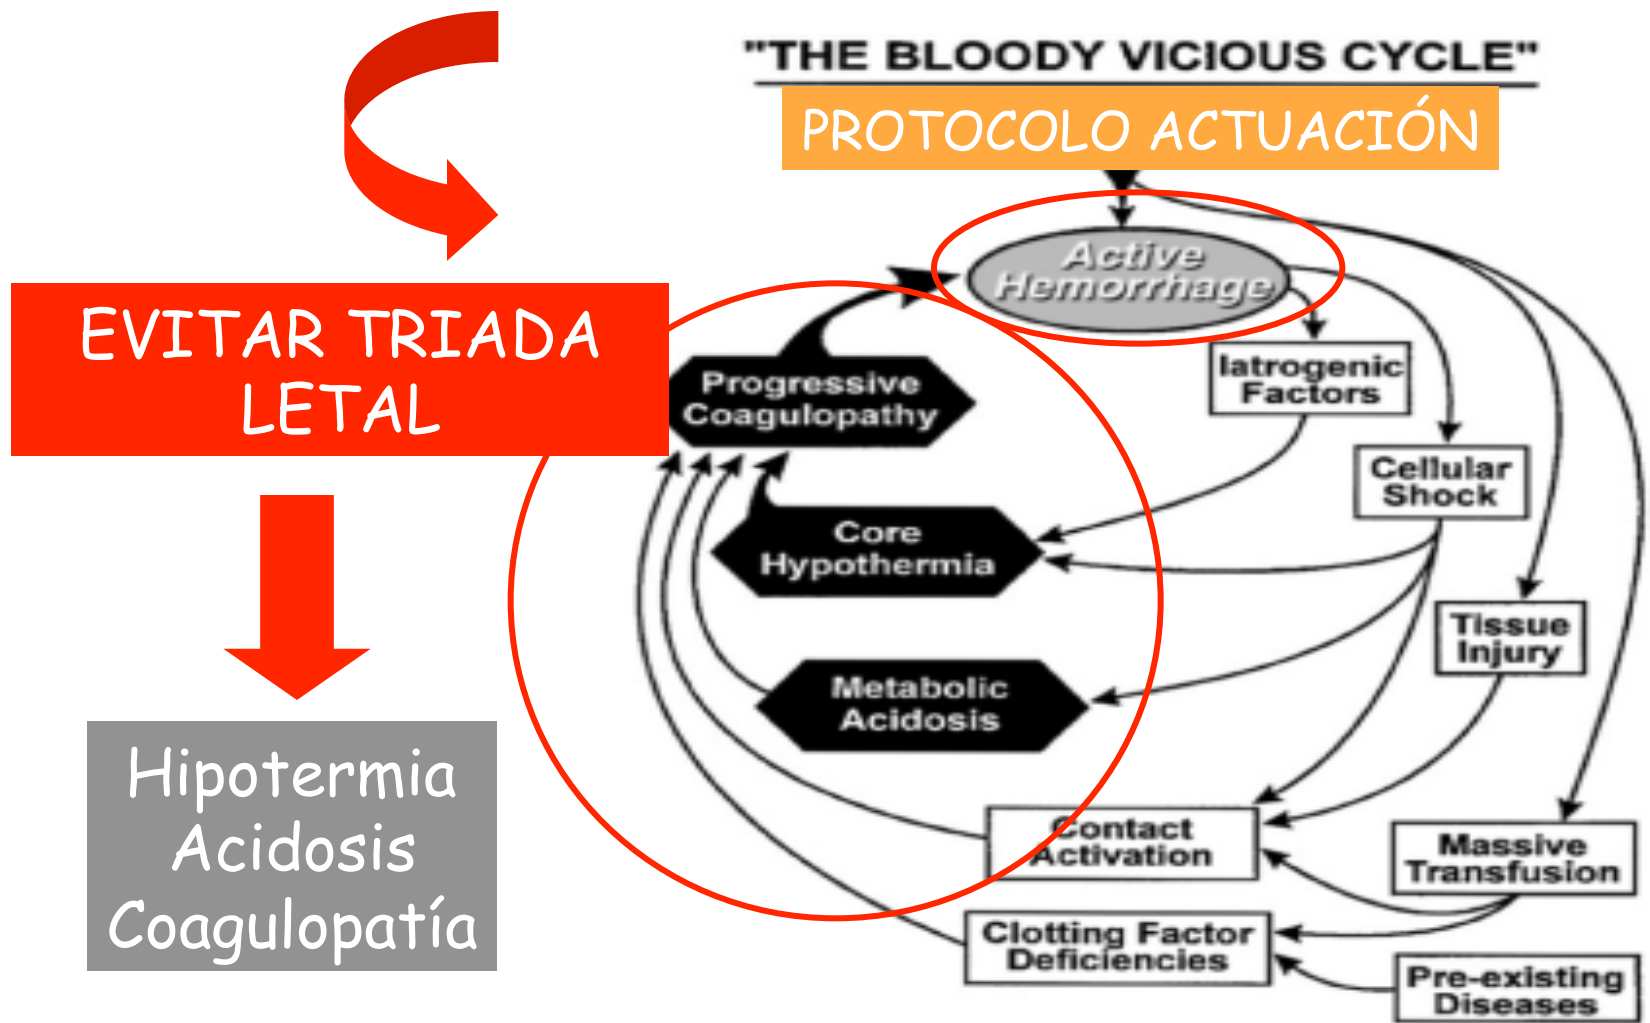 "THE BLOODY VICIOUS CYCLE"
PROTOCOLO ACTUACIÓN
Active
Hemorrhage
EVITAR TRIADA
LETAL
Progressive
Coagulopathy
Iatrogenic
Factors
Cellular
Shock
Core
Hypothermia
Tissue
Injury
Metabolic
Acidosis
Hipotermia
Acidosis
Coagulopatía
Contact
Activation
Massive
Transfusion
Clotting Factor
Deficiencies
Pre-existing
Diseases